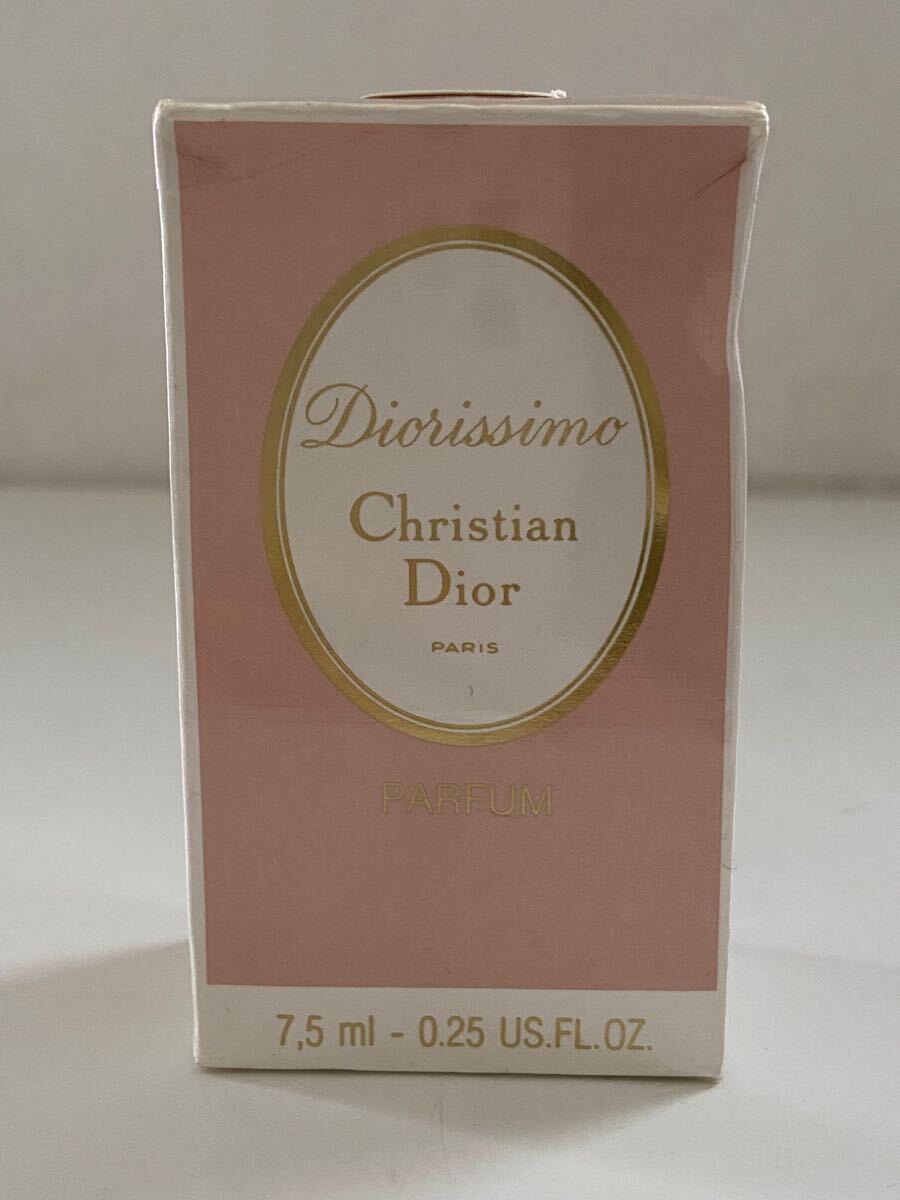 Diorissimo
Christian
Dior
PARIS
PARFUM
7,5 ml - 0.25 US.FL.OZ.